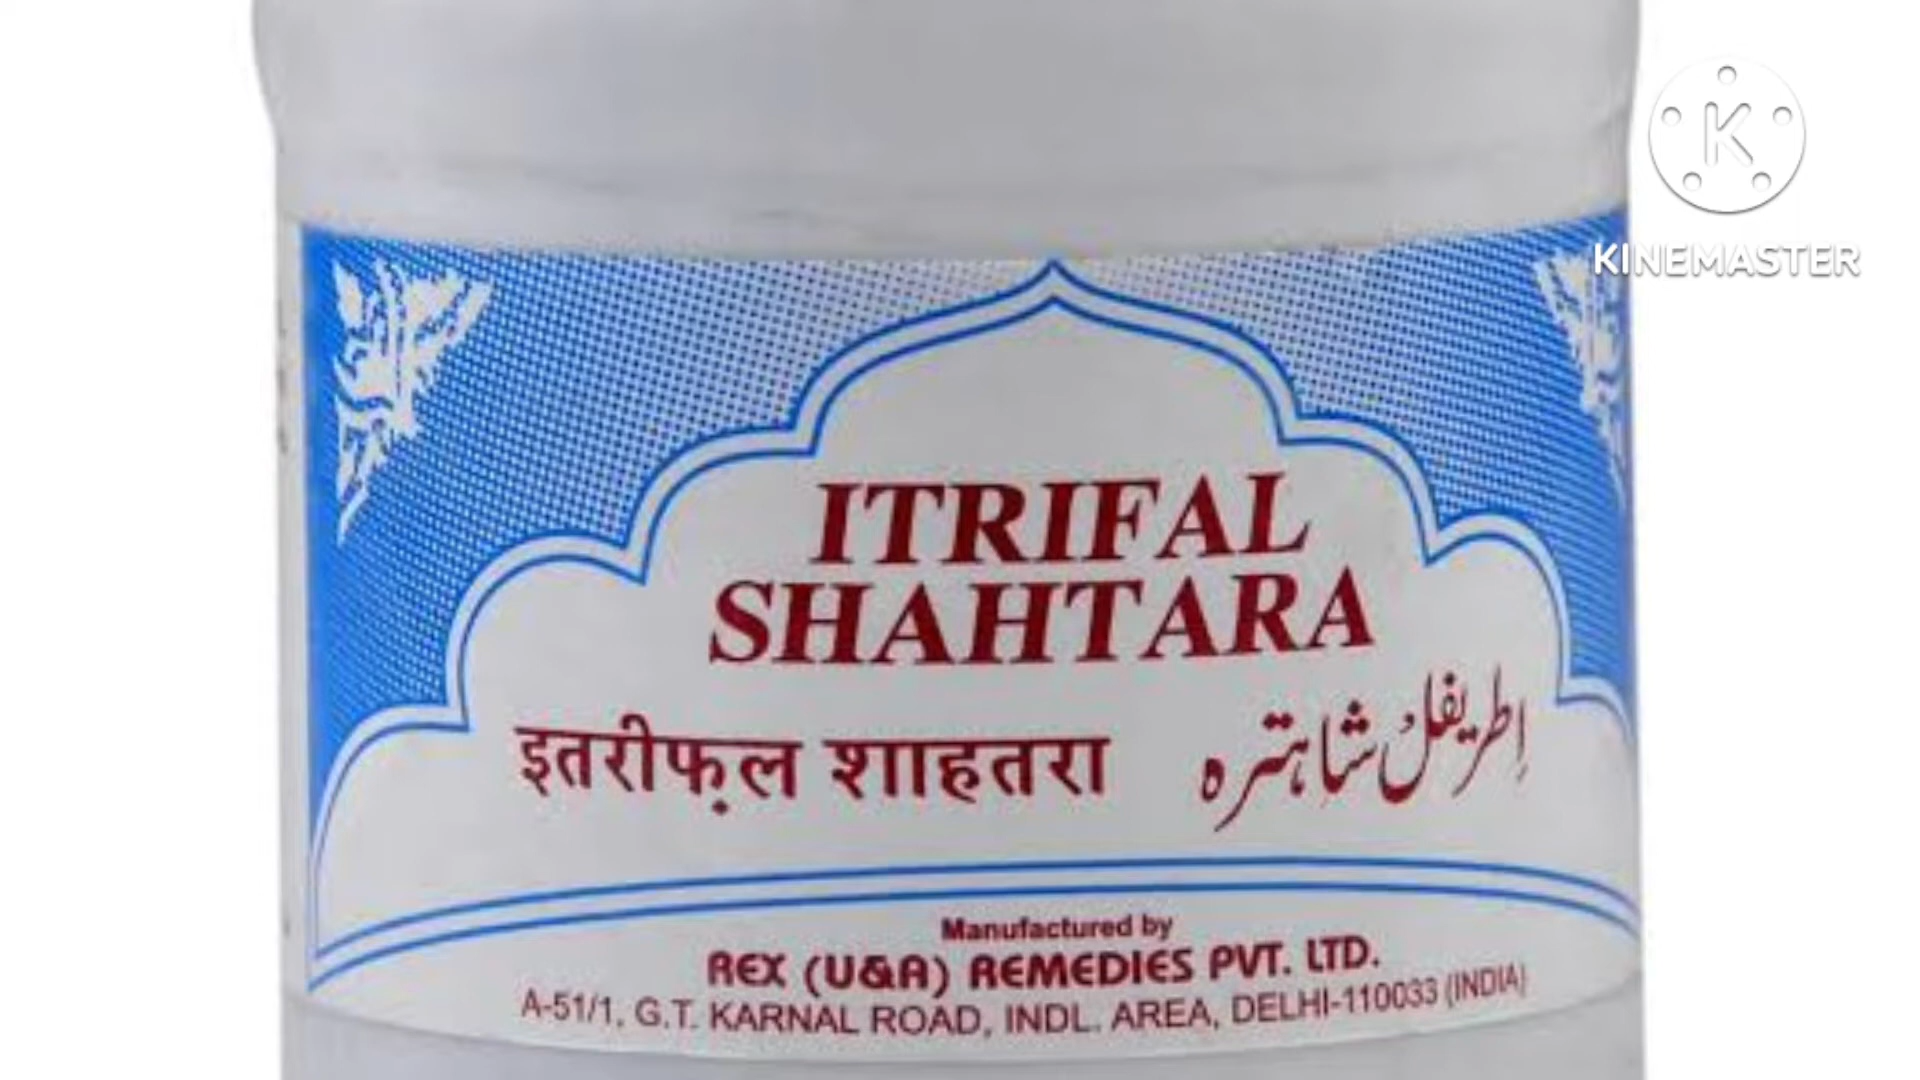 K
KINEMASTER
ITRIFAL
SHAHTARA
इतरीफ़ल शाहतरा
اِطریفل شاہترہ
Manufactured by
REX (U&A) REMEDIES PVT. LTD.
A-51/1, G.T. KARNAL ROAD, INDL. AREA, DELHI-110033 (INDIA)